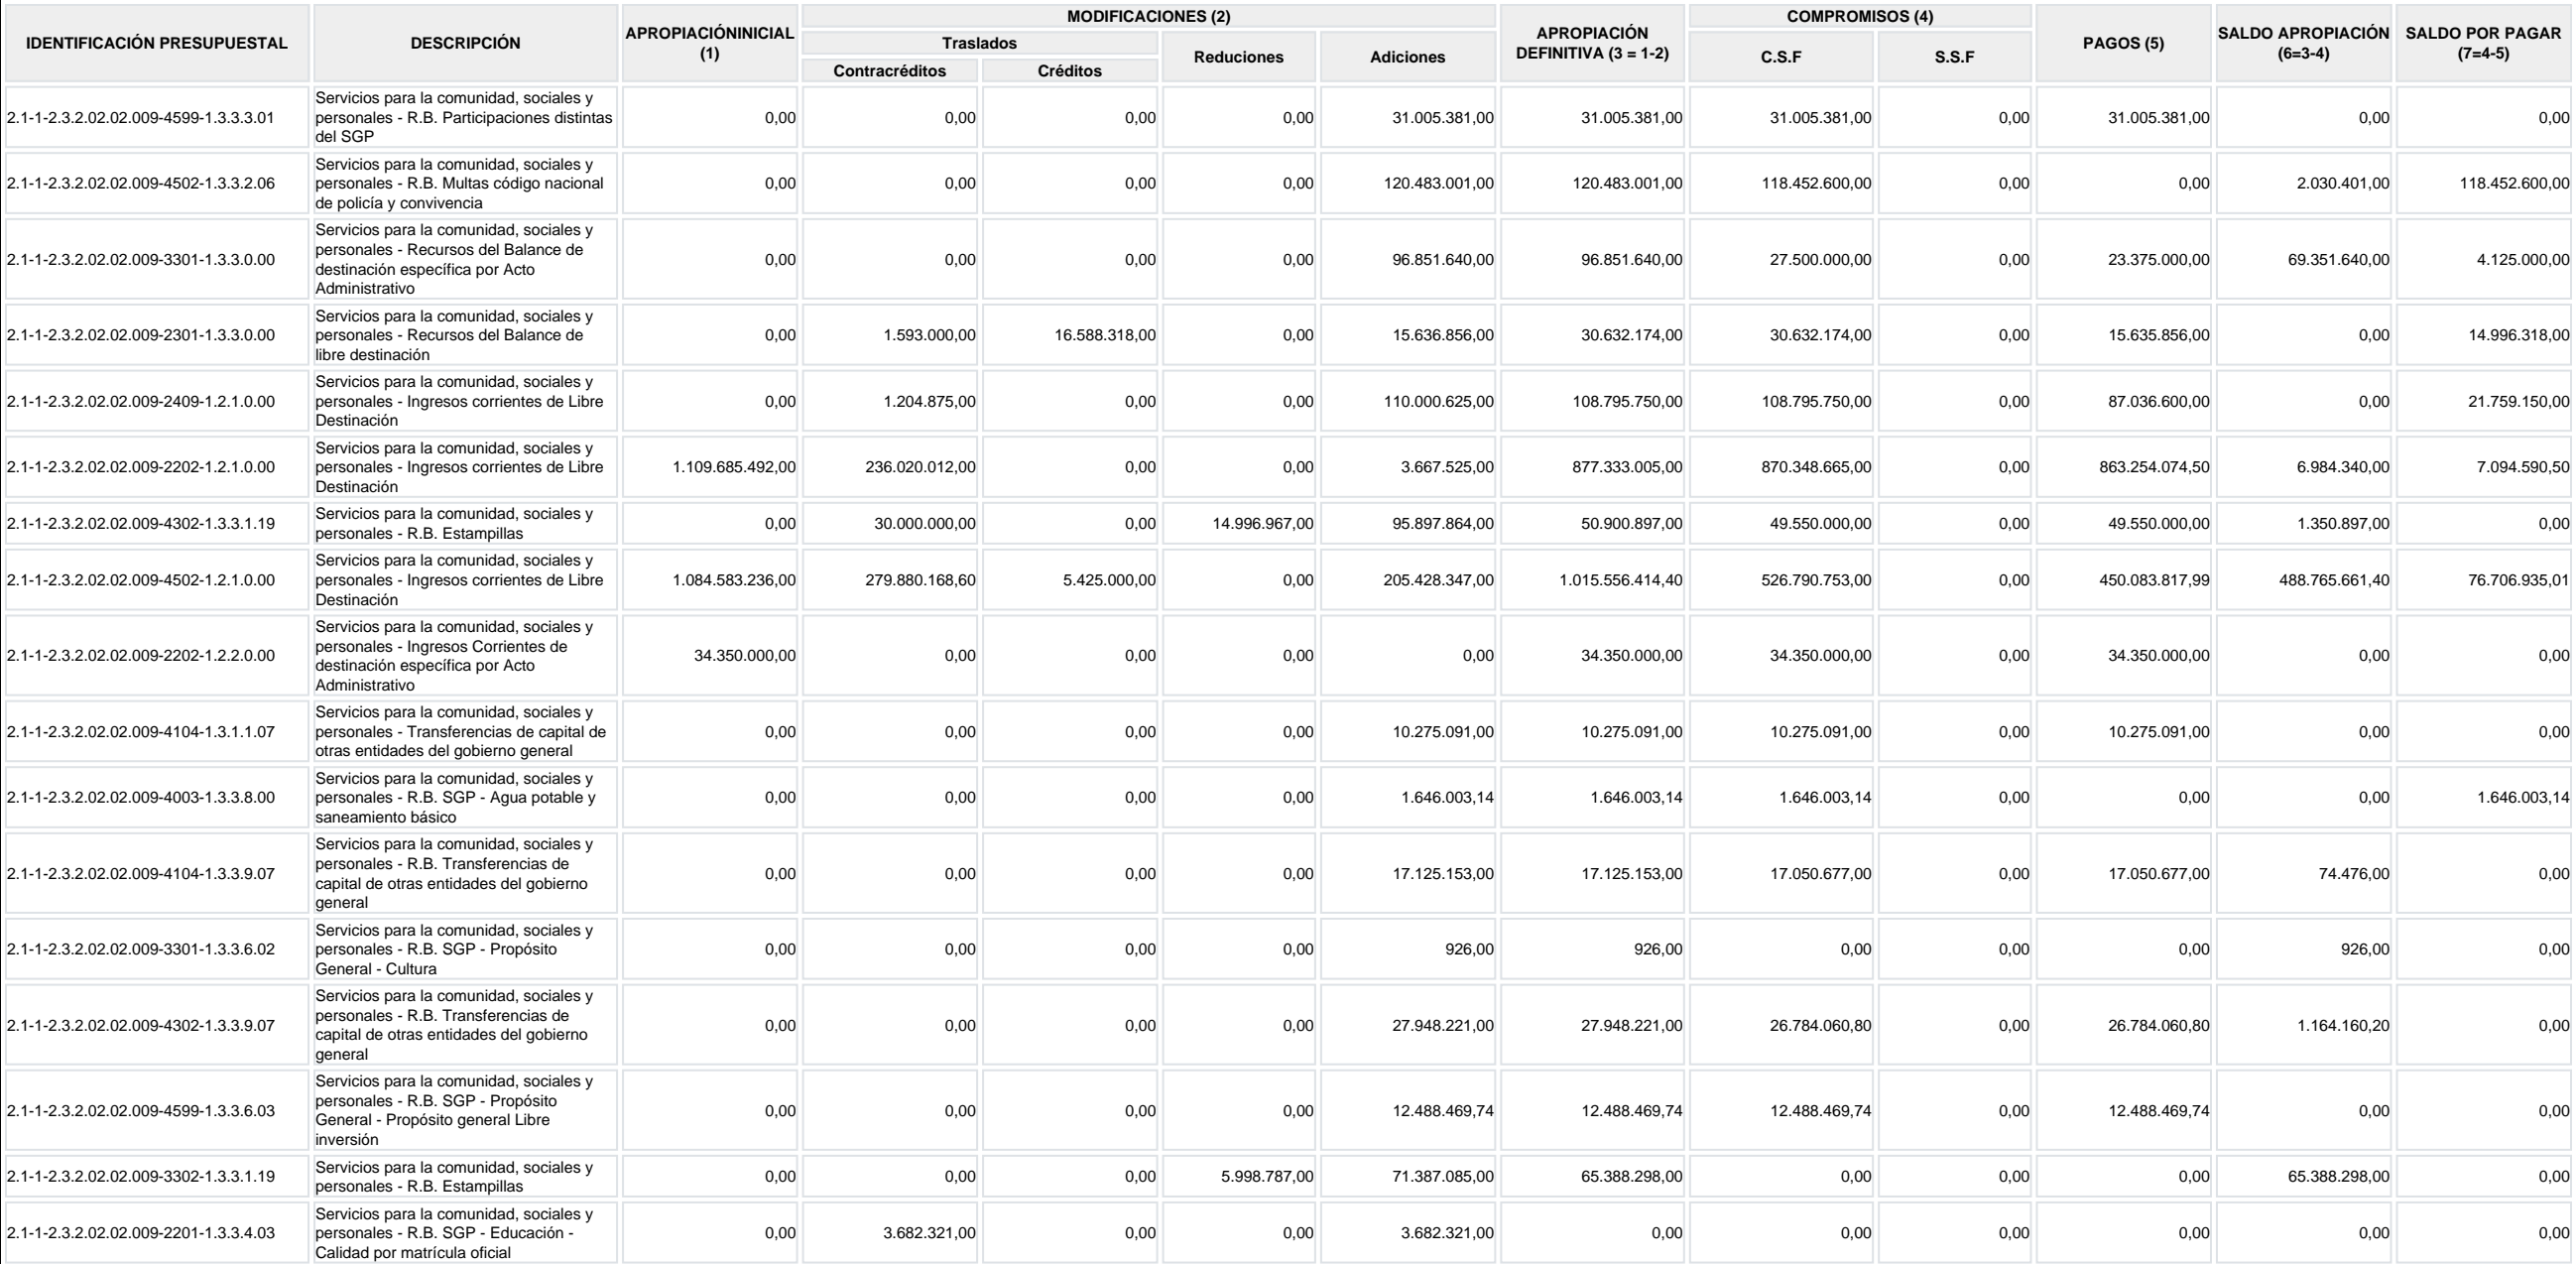 IDENTIFICACIÓN PRESUPUESTAL
DESCRIPCIÓN
APROPIACIÓNINICIAL
(1)
MODIFICACIONES (2)
Traslados
Contracréditos
Créditos
Reduciones
Adiciones
APROPIACIÓN
DEFINITIVA (3 = 1-2)
COMPROMISOS (4)
C.S.F
S.S.F
PAGOS (5)
SALDO APROPIACIÓN
(6=3-4)
SALDO POR PAGAR
(7=4-5)
2.1-1-2.3.2.02.02.009-4599-1.3.3.3.01
Servicios para la comunidad, sociales y
personales - R.B. Participaciones distintas
del SGP
0,00 0,00 0,00 0,00 31.005.381,00 31.005.381,00 31.005.381,00 0,00 31.005.381,00 0,00 0,00
2.1-1-2.3.2.02.02.009-4502-1.3.3.2.06
Servicios para la comunidad, sociales y
personales - R.B. Multas código nacional
de policía y convivencia
0,00 0,00 0,00 0,00 120.483.001,00 120.483.001,00 118.452.600,00 0,00 0,00 2.030.401,00 118.452.600,00
2.1-1-2.3.2.02.02.009-3301-1.3.3.0.00
Servicios para la comunidad, sociales y
personales - Recursos del Balance de
destinación específica por Acto
Administrativo
0,00 0,00 0,00 0,00 96.851.640,00 96.851.640,00 27.500.000,00 0,00 23.375.000,00 69.351.640,00 4.125.000,00
2.1-1-2.3.2.02.02.009-2301-1.3.3.0.00
Servicios para la comunidad, sociales y
personales - Recursos del Balance de
libre destinación
0,00 1.593.000,00 16.588.318,00 0,00 15.636.856,00 30.632.174,00 30.632.174,00 0,00 15.635.856,00 0,00 14.996.318,00
2.1-1-2.3.2.02.02.009-2409-1.2.1.0.00
Servicios para la comunidad, sociales y
personales - Ingresos corrientes de Libre
Destinación
0,00 1.204.875,00 0,00 0,00 110.000.625,00 108.795.750,00 108.795.750,00 0,00 87.036.600,00 0,00 21.759.150,00
2.1-1-2.3.2.02.02.009-2202-1.2.1.0.00
Servicios para la comunidad, sociales y
personales - Ingresos corrientes de Libre
Destinación
1.109.685.492,00 236.020.012,00 0,00 0,00 3.667.525,00 877.333.005,00 870.348.665,00 0,00 863.254.074,50 6.984.340,00 7.094.590,50
2.1-1-2.3.2.02.02.009-4302-1.3.3.1.19
Servicios para la comunidad, sociales y
personales - R.B. Estampillas
0,00 30.000.000,00 0,00 14.996.967,00 95.897.864,00 50.900.897,00 49.550.000,00 0,00 49.550.000,00 1.350.897,00 0,00
2.1-1-2.3.2.02.02.009-4502-1.2.1.0.00
Servicios para la comunidad, sociales y
personales - Ingresos corrientes de Libre
Destinación
1.084.583.236,00 279.880.168,60 5.425.000,00 0,00 205.428.347,00 1.015.556.414,40 526.790.753,00 0,00 450.083.817,99 488.765.661,40 76.706.935,01
2.1-1-2.3.2.02.02.009-2202-1.2.2.0.00
Servicios para la comunidad, sociales y
personales - Ingresos Corrientes de
destinación específica por Acto
Administrativo
34.350.000,00 0,00 0,00 0,00 0,00 34.350.000,00 34.350.000,00 0,00 34.350.000,00 0,00 0,00
2.1-1-2.3.2.02.02.009-4104-1.3.1.1.07
Servicios para la comunidad, sociales y
personales - Transferencias de capital de
otras entidades del gobierno general
0,00 0,00 0,00 0,00 10.275.091,00 10.275.091,00 10.275.091,00 0,00 10.275.091,00 0,00 0,00
2.1-1-2.3.2.02.02.009-4003-1.3.3.8.00
Servicios para la comunidad, sociales y
personales - R.B. SGP - Agua potable y
saneamiento básico
0,00 0,00 0,00 0,00 1.646.003,14 1.646.003,14 1.646.003,14 0,00 0,00 0,00 1.646.003,14
2.1-1-2.3.2.02.02.009-4104-1.3.3.9.07
Servicios para la comunidad, sociales y
personales - R.B. Transferencias de
capital de otras entidades del gobierno
general
0,00 0,00 0,00 0,00 17.125.153,00 17.125.153,00 17.050.677,00 0,00 17.050.677,00 74.476,00 0,00
2.1-1-2.3.2.02.02.009-3301-1.3.3.6.02
Servicios para la comunidad, sociales y
personales - R.B. SGP - Propósito
General - Cultura
0,00 0,00 0,00 0,00 926,00 926,00 0,00 0,00 0,00 926,00 0,00
2.1-1-2.3.2.02.02.009-4302-1.3.3.9.07
Servicios para la comunidad, sociales y
personales - R.B. Transferencias de
capital de otras entidades del gobierno
general
0,00 0,00 0,00 0,00 27.948.221,00 27.948.221,00 26.784.060,80 0,00 26.784.060,80 1.164.160,20 0,00
2.1-1-2.3.2.02.02.009-4599-1.3.3.6.03
Servicios para la comunidad, sociales y
personales - R.B. SGP - Propósito
General - Propósito general Libre
inversión
0,00 0,00 0,00 0,00 12.488.469,74 12.488.469,74 12.488.469,74 0,00 12.488.469,74 0,00 0,00
2.1-1-2.3.2.02.02.009-3302-1.3.3.1.19
Servicios para la comunidad, sociales y
personales - R.B. Estampillas
0,00 0,00 0,00 5.998.787,00 71.387.085,00 65.388.298,00 0,00 0,00 0,00 65.388.298,00 0,00
2.1-1-2.3.2.02.02.009-2201-1.3.3.4.03
Servicios para la comunidad, sociales y
personales - R.B. SGP - Educación -
Calidad por matrícula oficial
0,00 3.682.321,00 0,00 0,00 3.682.321,00 0,00 0,00 0,00 0,00 0,00 0,00